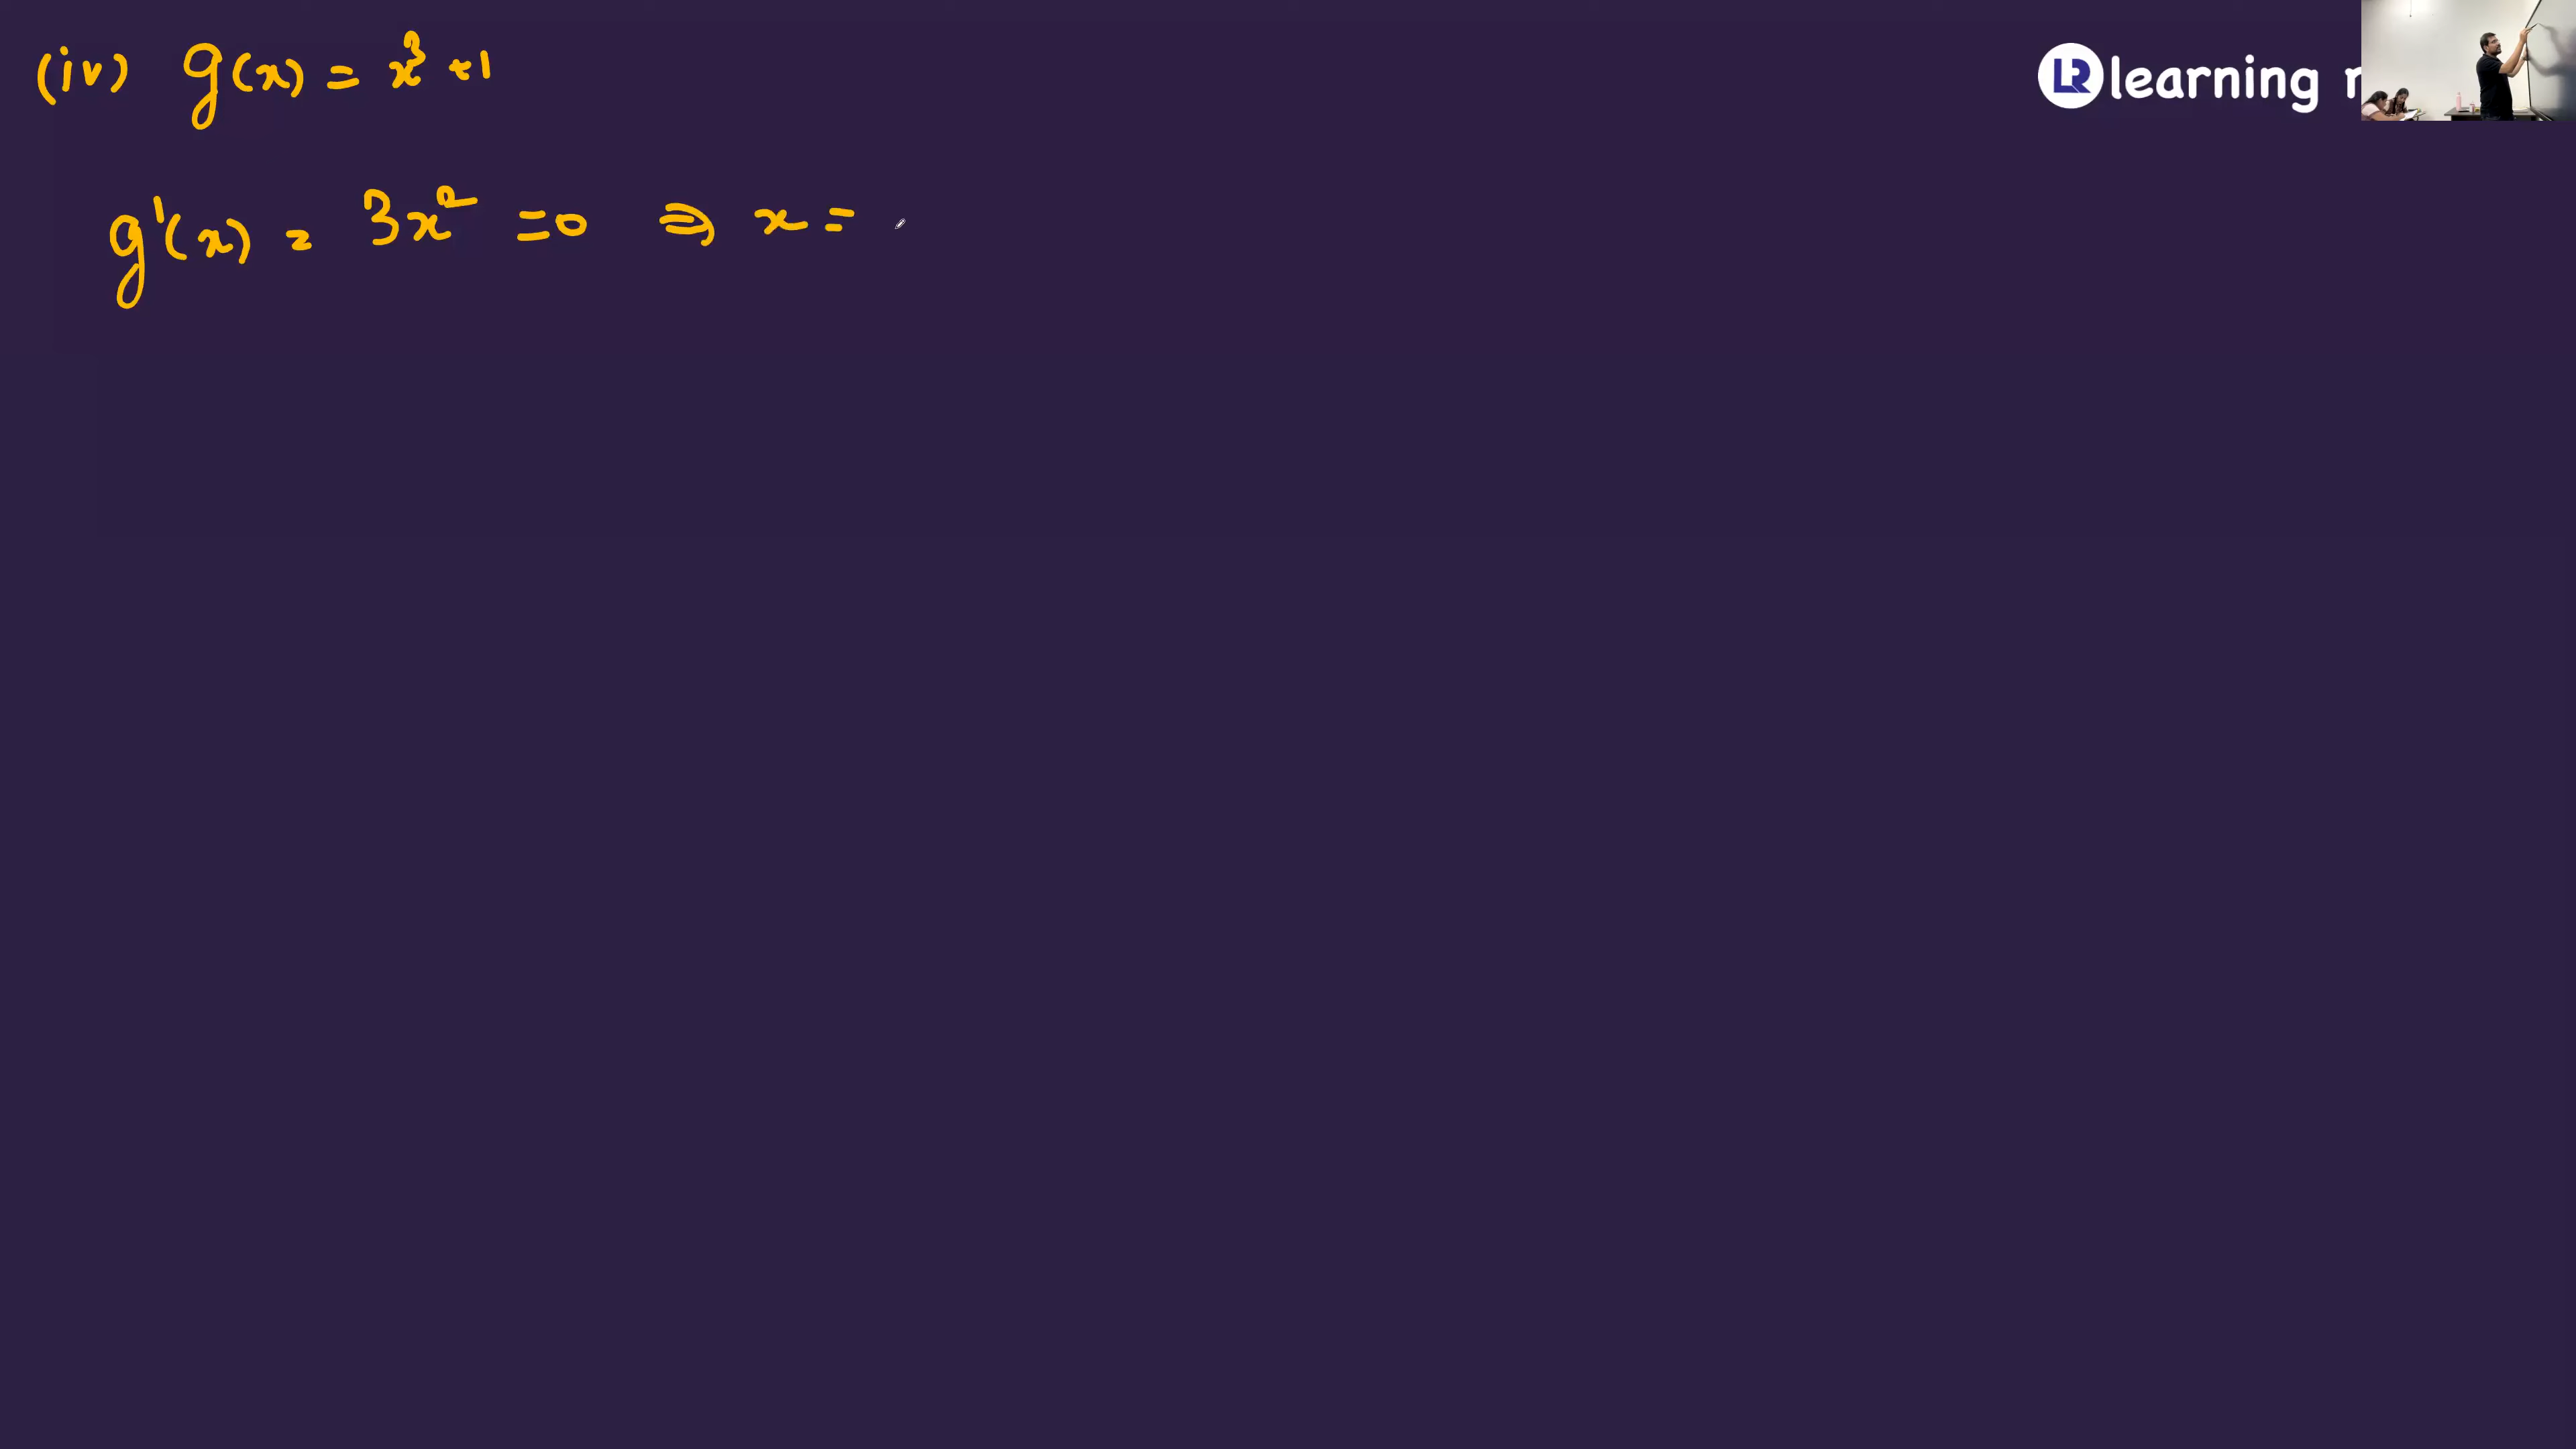 (iv) g(x) = x³ +1
learning
g'(x) = 3x² =0 ⇒ x =